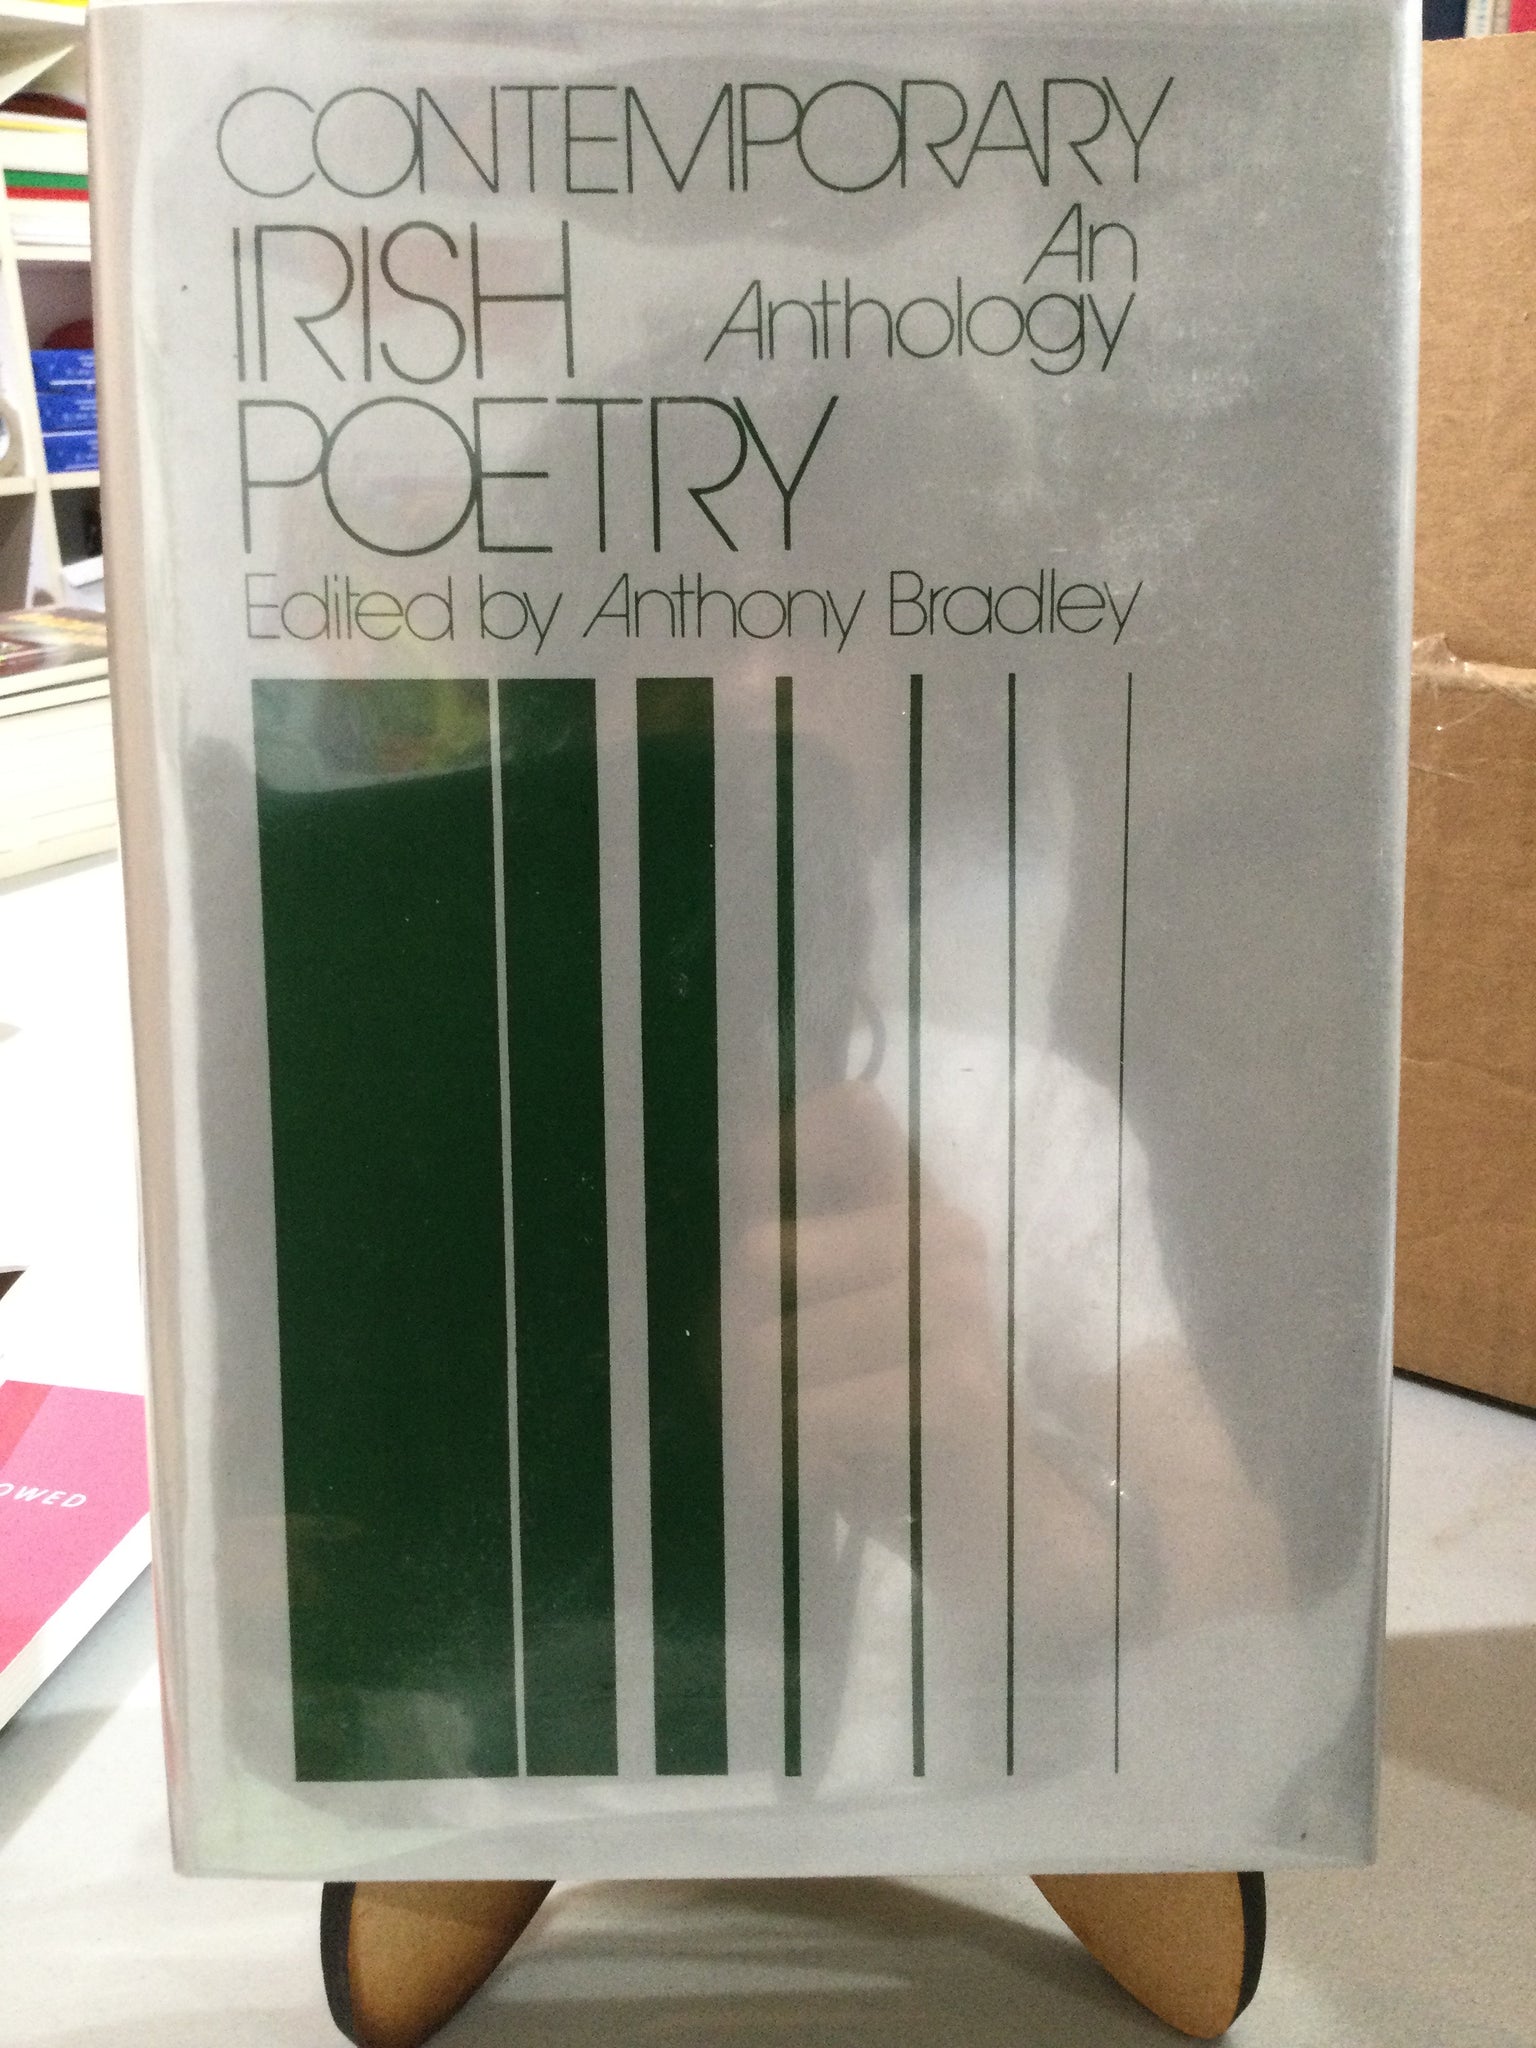 CONTEMPORARY
IRISH
An
Anthology
POETRY
Edited by Anthony Bradley
OWED